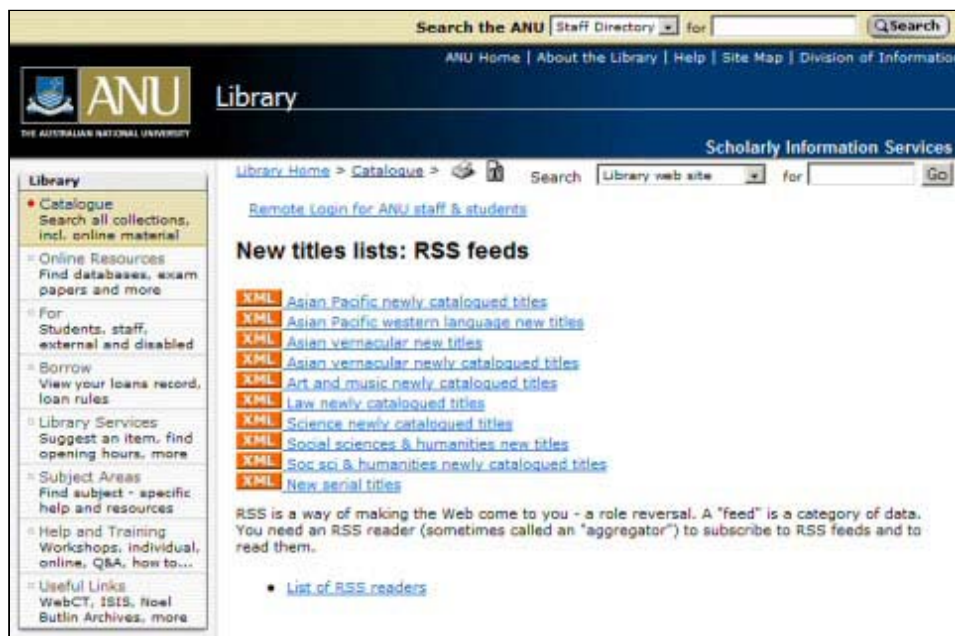 Search the ANU Staff Directory for Search
ANU Home | About the Library | Help | Site Map | Division of Informatio
ANU
THE AUSTRALIAN NATIONAL UNIVERSITY
Library
Scholarly Information Services
Library Home > Catalogue > Search Library web site for Go
Library
Catalogue
Search all collections,
incl. online material
Online Resources
Find databases, exam
papers and more
For
Students, staff,
external and disabled
Borrow
View your loans record,
loan rules
Library Services
Suggest an item, find
opening hours, more
Subject Areas
Find subject - specific
help and resources
Help and Training
Workshops, individual,
online, Q&A, how to...
Useful Links
WebCT, ISIS, Noel
Butlin Archives, more
Remote Login for ANU staff & students
New titles lists: RSS feeds
XML Asian Pacific newly catalogued titles
XML Asian Pacific western language new titles
XML Asian vernacular new titles
XML Asian vernacular newly catalogued titles
XML Art and music newly catalogued titles
XML Law newly catalogued titles
XML Science newly catalogued titles
XML Social sciences & humanities new titles
XML Soc sci & humanities newly catalogued titles
XML New serial titles
RSS is a way of making the Web come to you - a role reversal. A "feed" is a category of data.
You need an RSS reader (sometimes called an "aggregator") to subscribe to RSS feeds and to
read them.
List of RSS readers